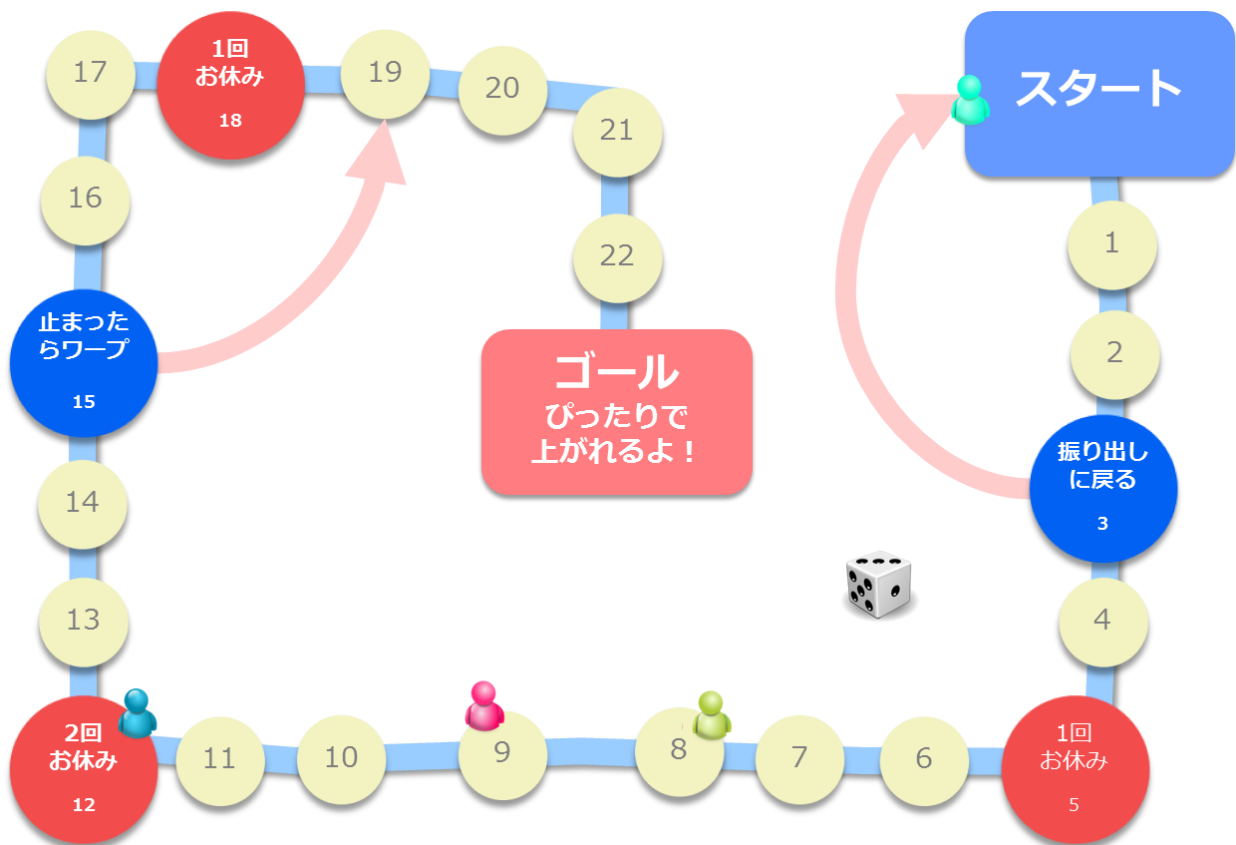 スタート
1
2
振り出し
に戻る
3
4
1回
お休み
5
6
7
8
9
10
11
2回
お休み
12
13
14
止まった
らワープ
15
16
17
1回
お休み
18
19
20
21
22
ゴール
ぴったりで
上がれるよ！